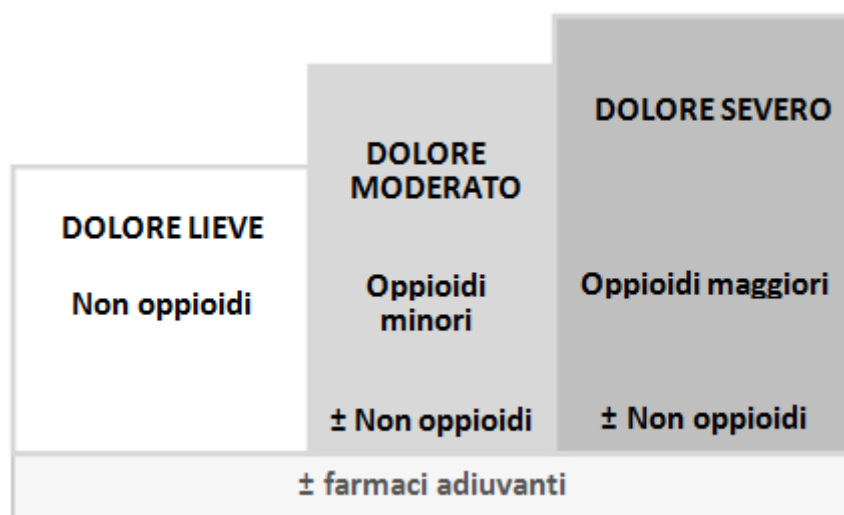 DOLORE LIEVE
Non oppioidi
DOLORE
MODERATO
Oppioidi
minori
± Non oppioidi
DOLORE SEVERO
Oppioidi maggiori
± Non oppioidi
± farmaci adiuvanti